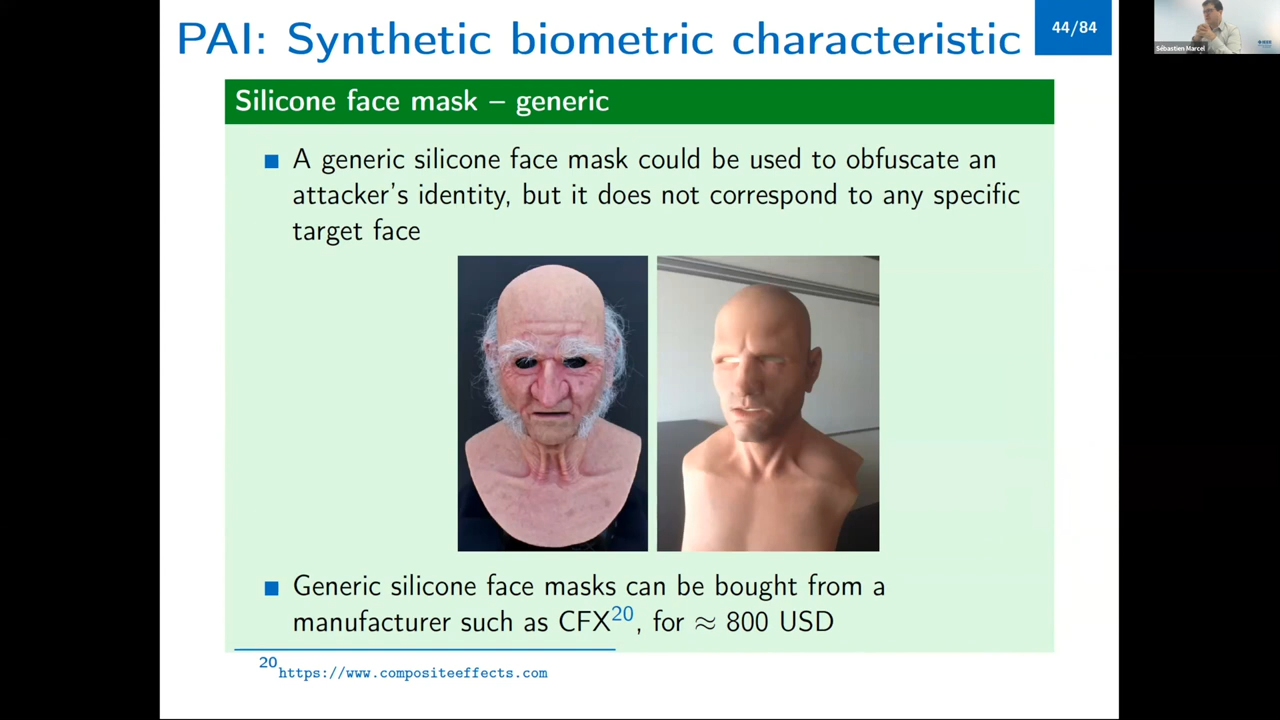 PAI: Synthetic biometric characteristic
44/84
Sébastien Marcel
Silicone face mask – generic
A generic silicone face mask could be used to obfuscate an
attacker's identity, but it does not correspond to any specific
target face
Generic silicone face masks can be bought from a
manufacturer such as CFX20, for ≈ 800 USD
20https://www.compositeeffects.com